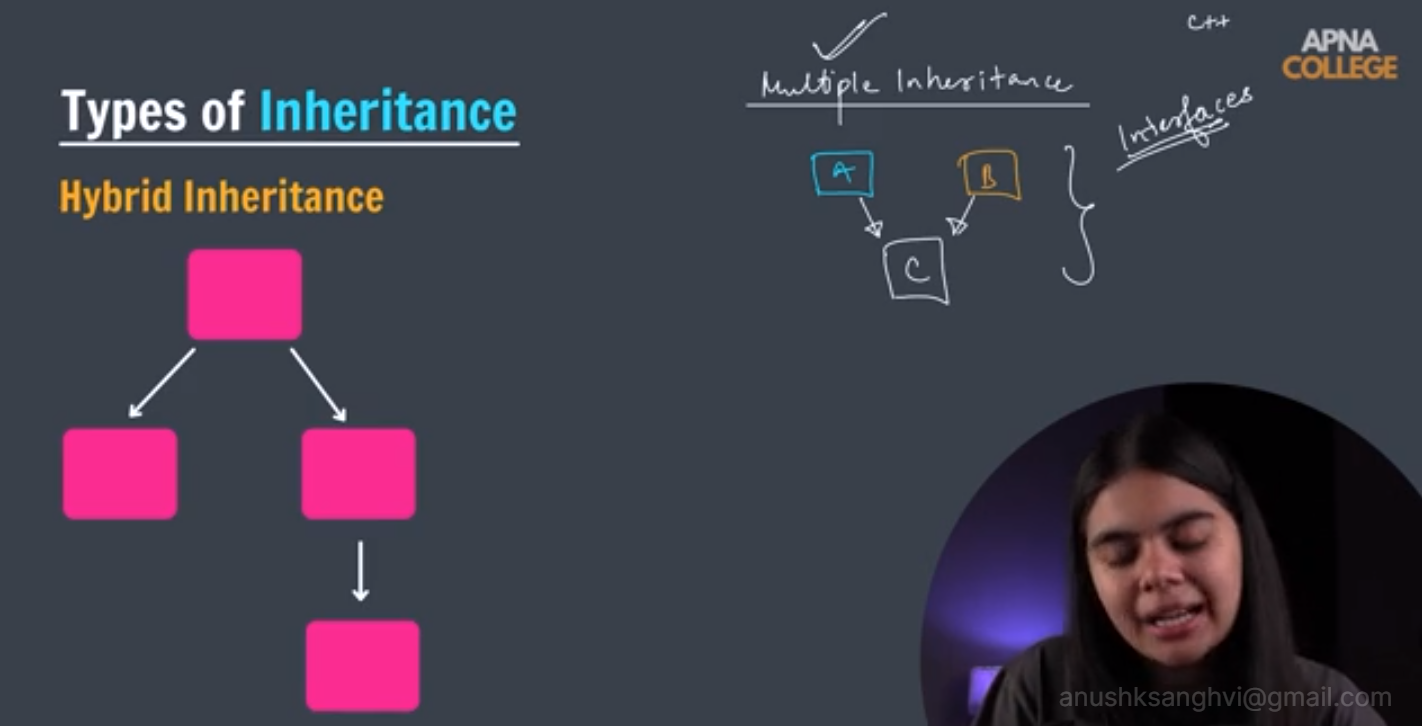 Types of Inheritance
Hybrid Inheritance
Multiple Inheritance
A
B
C
Interfaces
C++
APNA
COLLEGE
anushksanghvi@gmail.com